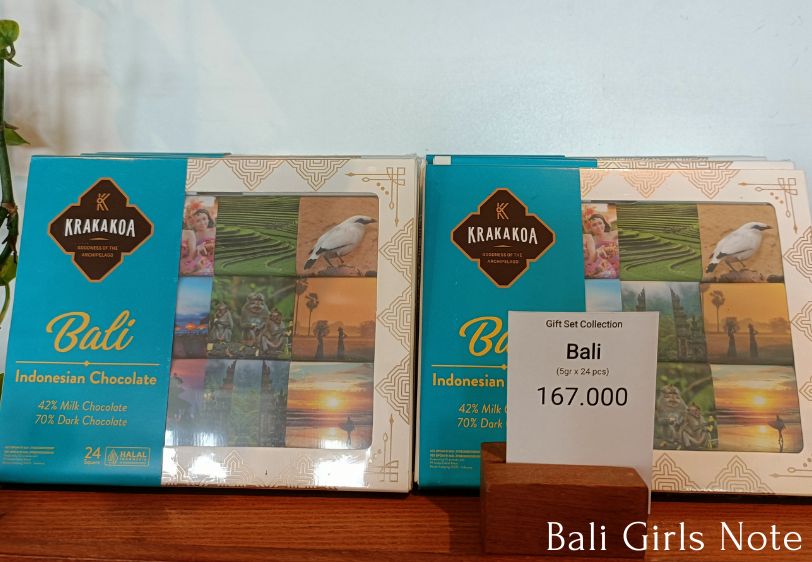 KRAKAKOA
GOODNESS OF THE
ARCHIPELAGO
Bali
Indonesian Chocolate
42% Milk Chocolate
70% Dark Chocolate
24
HALAL
INDONESIA
KRAKAKOA
GOODNESS OF THE
ARCHIPELAGO
Ba
Indonesian
42% Milk
70% Dark
Gift Set Collection
Bali
(5gr x 24 pcs)
167.000
Bali Girls Note